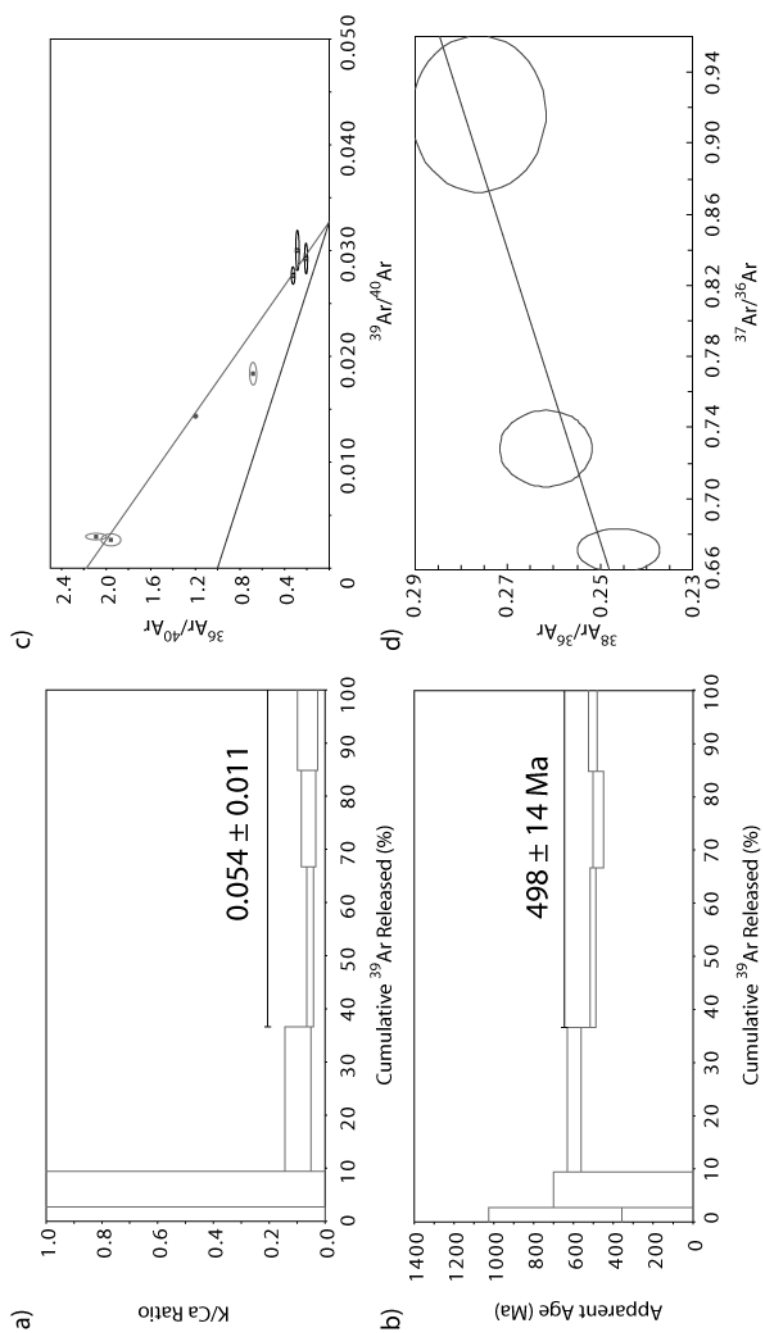 a)
K/Ca Ratio
1.0
0.8
0.6
0.4
0.2
0.0
0.054 ± 0.011
0 10 20 30 40 50 60 70 80 90 100
Cumulative ³⁹Ar Released (%)
b)
Apparent Age (Ma)
1400
1200
1000
800
600
400
200
0
498 ± 14 Ma
0 10 20 30 40 50 60 70 80 90 100
Cumulative ³⁹Ar Released (%)
c)
³⁶Ar/⁴⁰Ar
2.4
2.0
1.6
1.2
0.8
0.4
0 0.010 0.020 0.030 0.040 0.050
³⁹Ar/⁴⁰Ar
d)
³⁸Ar/³⁶Ar
0.29
0.27
0.25
0.23
0.66 0.70 0.74 0.78 0.82 0.86 0.90 0.94
³⁷Ar/³⁶Ar